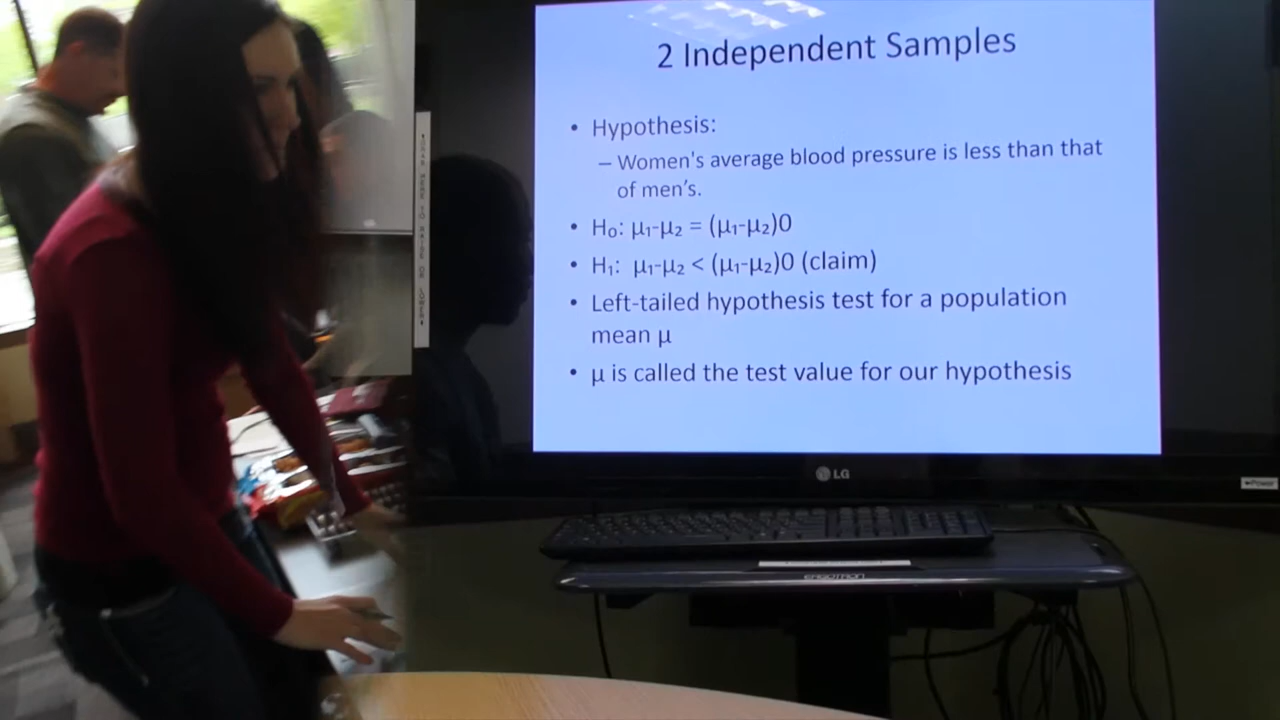 2 Independent Samples
• Hypothesis:
– Women's average blood pressure is less than that
of men's.
• H₀: μ₁-μ₂ = (μ₁-μ₂)0
• H₁: μ₁-μ₂ < (μ₁-μ₂)0 (claim)
• Left-tailed hypothesis test for a population
mean μ
• μ is called the test value for our hypothesis
LG
Power
ERGOTRON